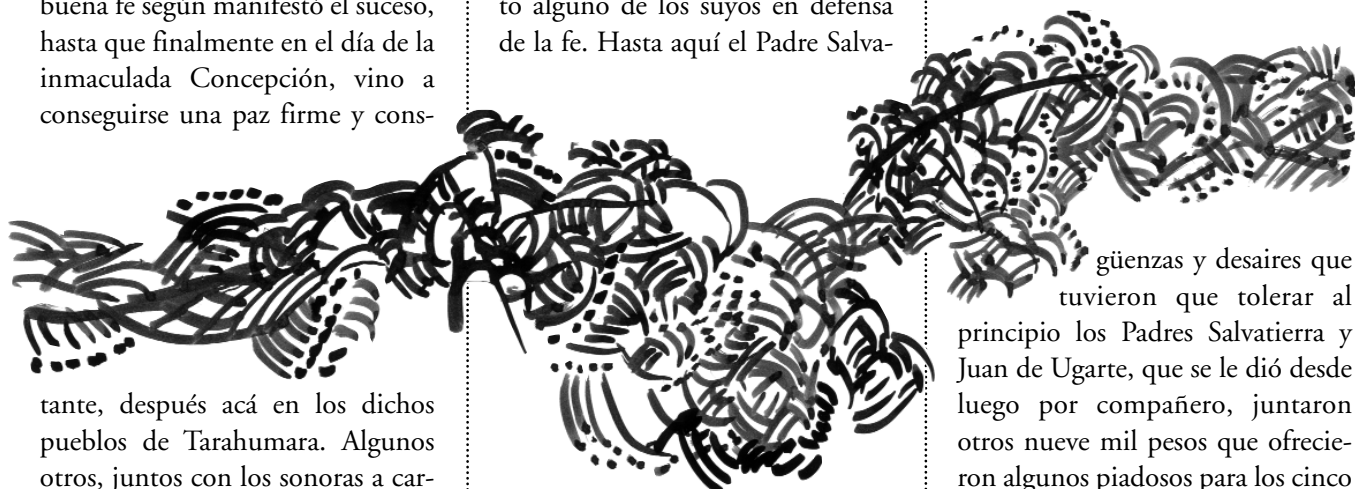 buena fe según manifestó el suceso,
hasta que finalmente en el día de la
inmaculada Concepción, vino a
conseguirse una paz firme y cons-
tante, después acá en los dichos
pueblos de Tarahumara. Algunos
otros, juntos con los sonoras a car-
to alguno de los suyos en defensa
de la fe. Hasta aquí el Padre Salva-
güenzas y desaires que
tuvieron que tolerar al
principio los Padres Salvatierra y
Juan de Ugarte, que se le dió desde
luego por compañero, juntaron
otros nueve mil pesos que ofrecie-
ron algunos piadosos para los cinco